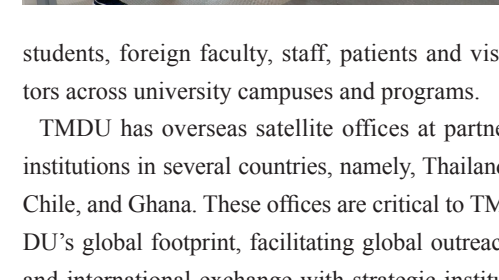 students, foreign faculty, staff, patients and vis
tors across university campuses and programs.
TMDU has overseas satellite offices at partne
institutions in several countries, namely, Thailand
Chile, and Ghana. These offices are critical to TM
DU's global footprint, facilitating global outreac
and international exchange with strategic institu